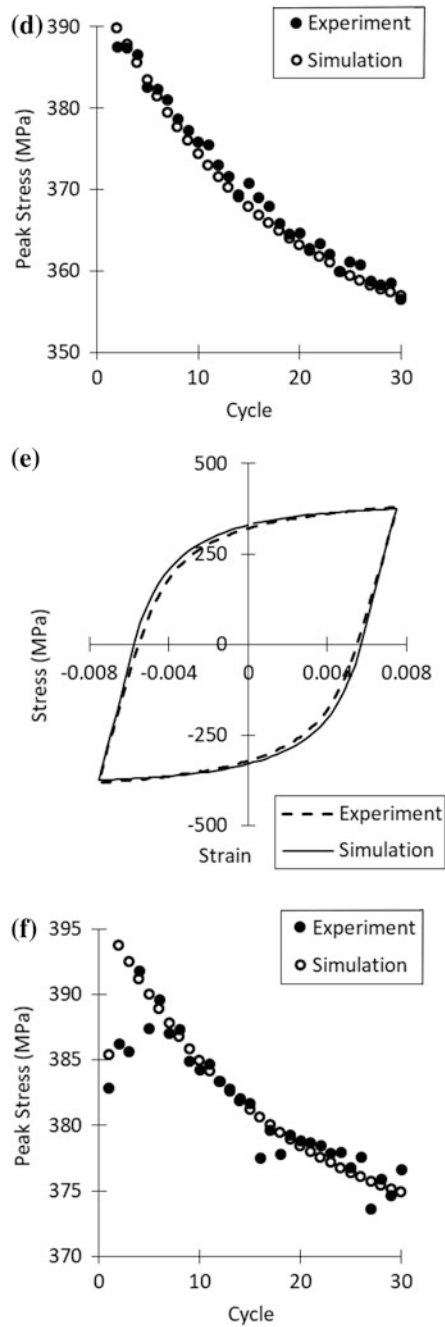 (d)
390
380
370
360
350
Peak Stress (MPa)
Experiment
Simulation
0 10 20 30
Cycle
(e)
500
250
0
-250
-500
Stress (MPa)
-0.008 -0.004 0 0.004 0.008
Strain
Experiment
Simulation
(f)
395
390
385
380
375
370
Peak Stress (MPa)
Experiment
Simulation
0 10 20 30
Cycle